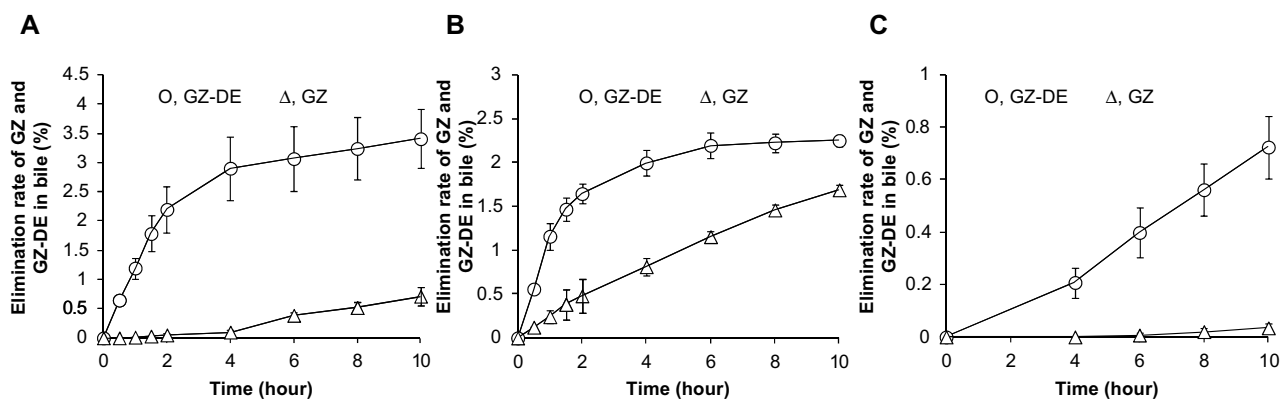 A
Elimination rate of GZ and
GZ-DE in bile (%)
4.5
4
3.5
3
2.5
2
1.5
1
0.5
0
O, GZ-DE Δ, GZ
0 2 4 6 8 10
Time (hour)
B
Elimination rate of GZ and
GZ-DE in bile (%)
3
2.5
2
1.5
1
0.5
0
O, GZ-DE Δ, GZ
0 2 4 6 8 10
Time (hour)
C
Elimination rate of GZ and
GZ-DE in bile (%)
1
0.8
0.6
0.4
0.2
0
O, GZ-DE Δ, GZ
0 2 4 6 8 10
Time (hour)